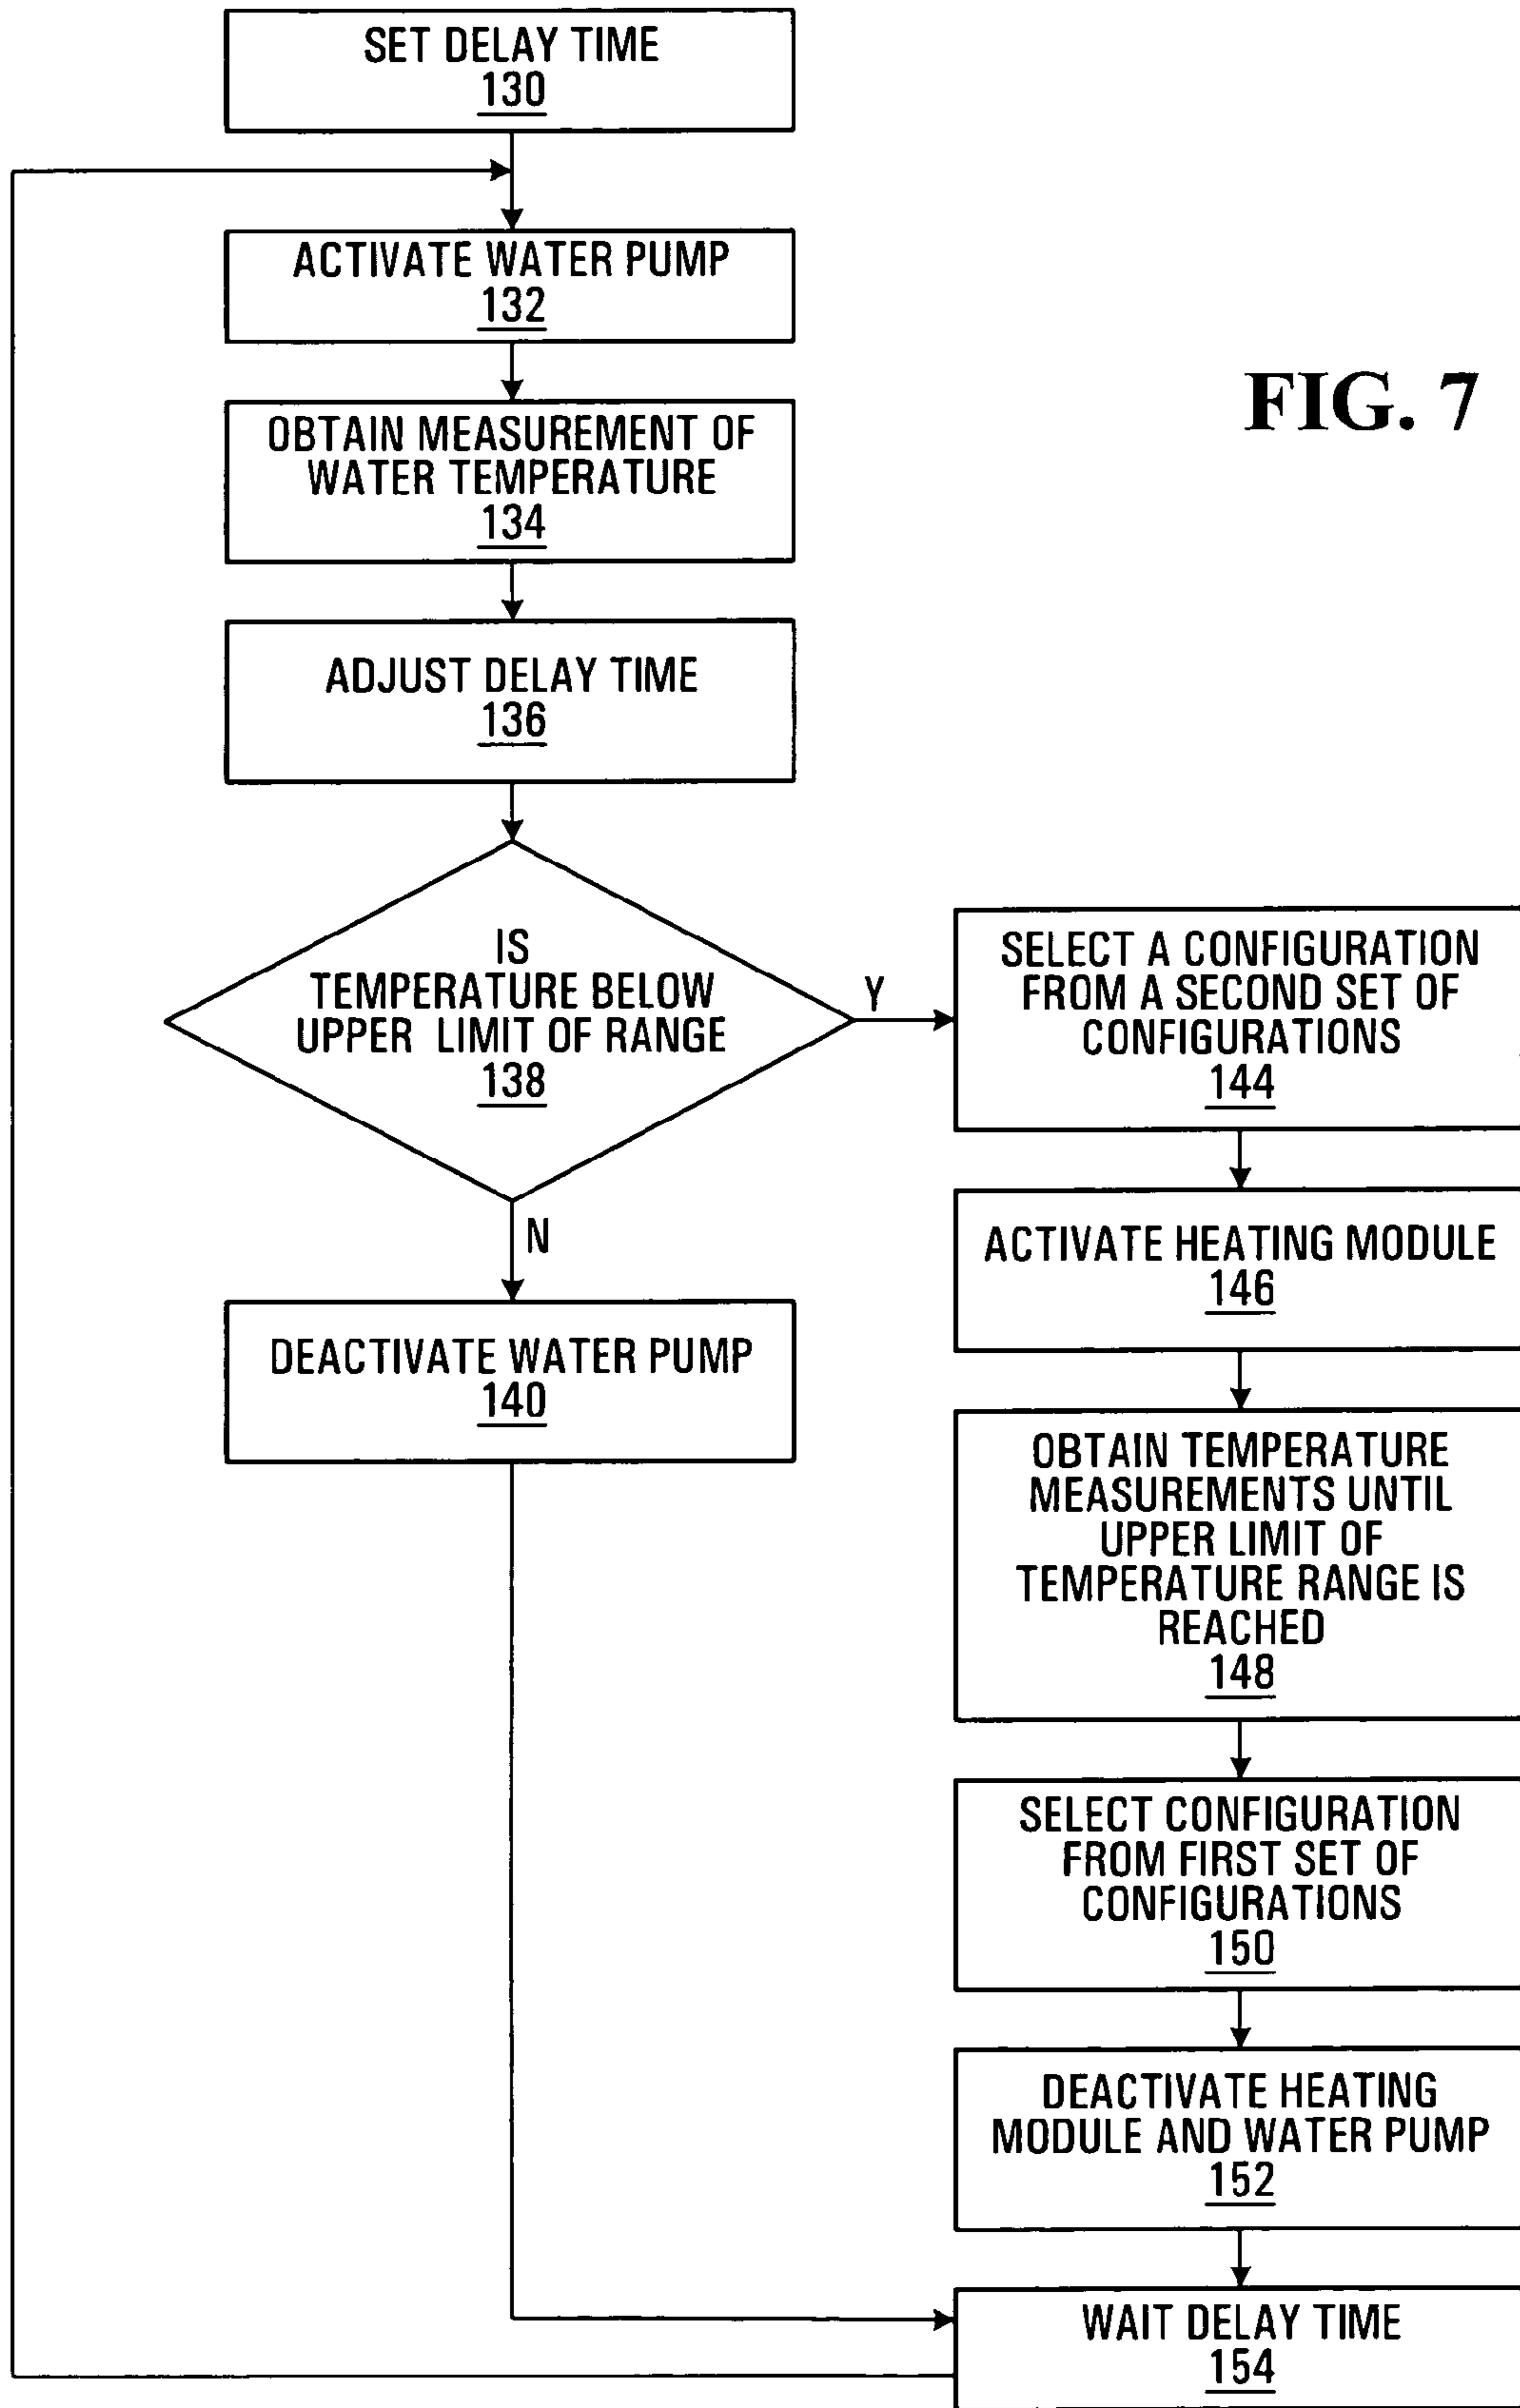 SET DELAY TIME
130
ACTIVATE WATER PUMP
132
FIG. 7
OBTAIN MEASUREMENT OF
WATER TEMPERATURE
134
ADJUST DELAY TIME
136
IS
TEMPERATURE BELOW
UPPER LIMIT OF RANGE
138
Y
N
DEACTIVATE WATER PUMP
140
SELECT A CONFIGURATION
FROM A SECOND SET OF
CONFIGURATIONS
144
ACTIVATE HEATING MODULE
146
OBTAIN TEMPERATURE
MEASUREMENTS UNTIL
UPPER LIMIT OF
TEMPERATURE RANGE IS
REACHED
148
SELECT CONFIGURATION
FROM FIRST SET OF
CONFIGURATIONS
150
DEACTIVATE HEATING
MODULE AND WATER PUMP
152
WAIT DELAY TIME
154